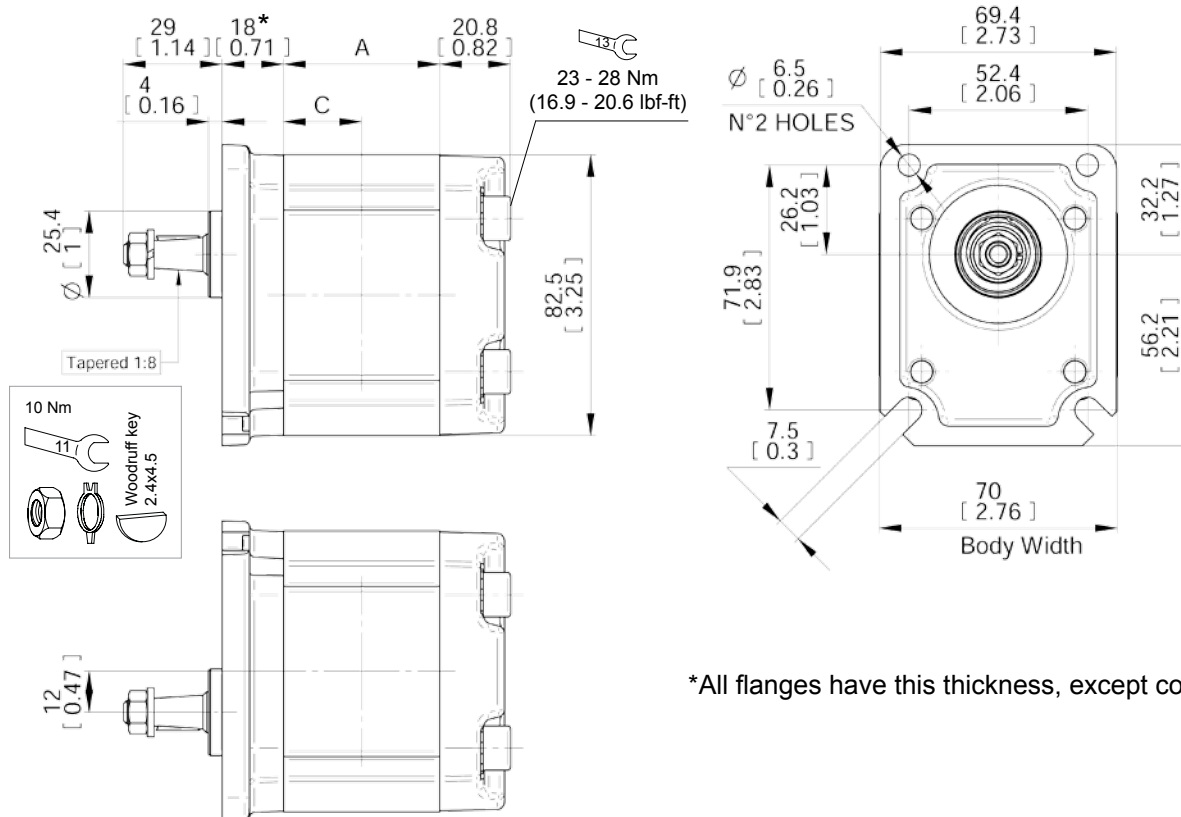 29
[ 1.14 ]
18*
[ 0.71 ]
A
20.8
[ 0.82 ]
4
[ 0.16 ]
C
13
23 - 28 Nm
(16.9 - 20.6 lbf-ft)
Ø 25.4
[ 1 ]
82.5
[ 3.25 ]
Tapered 1:8
10 Nm
11
Woodruff key
2.4x4.5
12
[ 0.47 ]
69.4
[ 2.73 ]
52.4
[ 2.06 ]
Ø 6.5
[ 0.26 ]
N°2 HOLES
26.2
[ 1.03 ]
71.9
[ 2.83 ]
32.2
[ 1.27 ]
56.2
[ 2.21 ]
7.5
[ 0.3 ]
70
[ 2.76 ]
Body Width
*All flanges have this thickness, except co